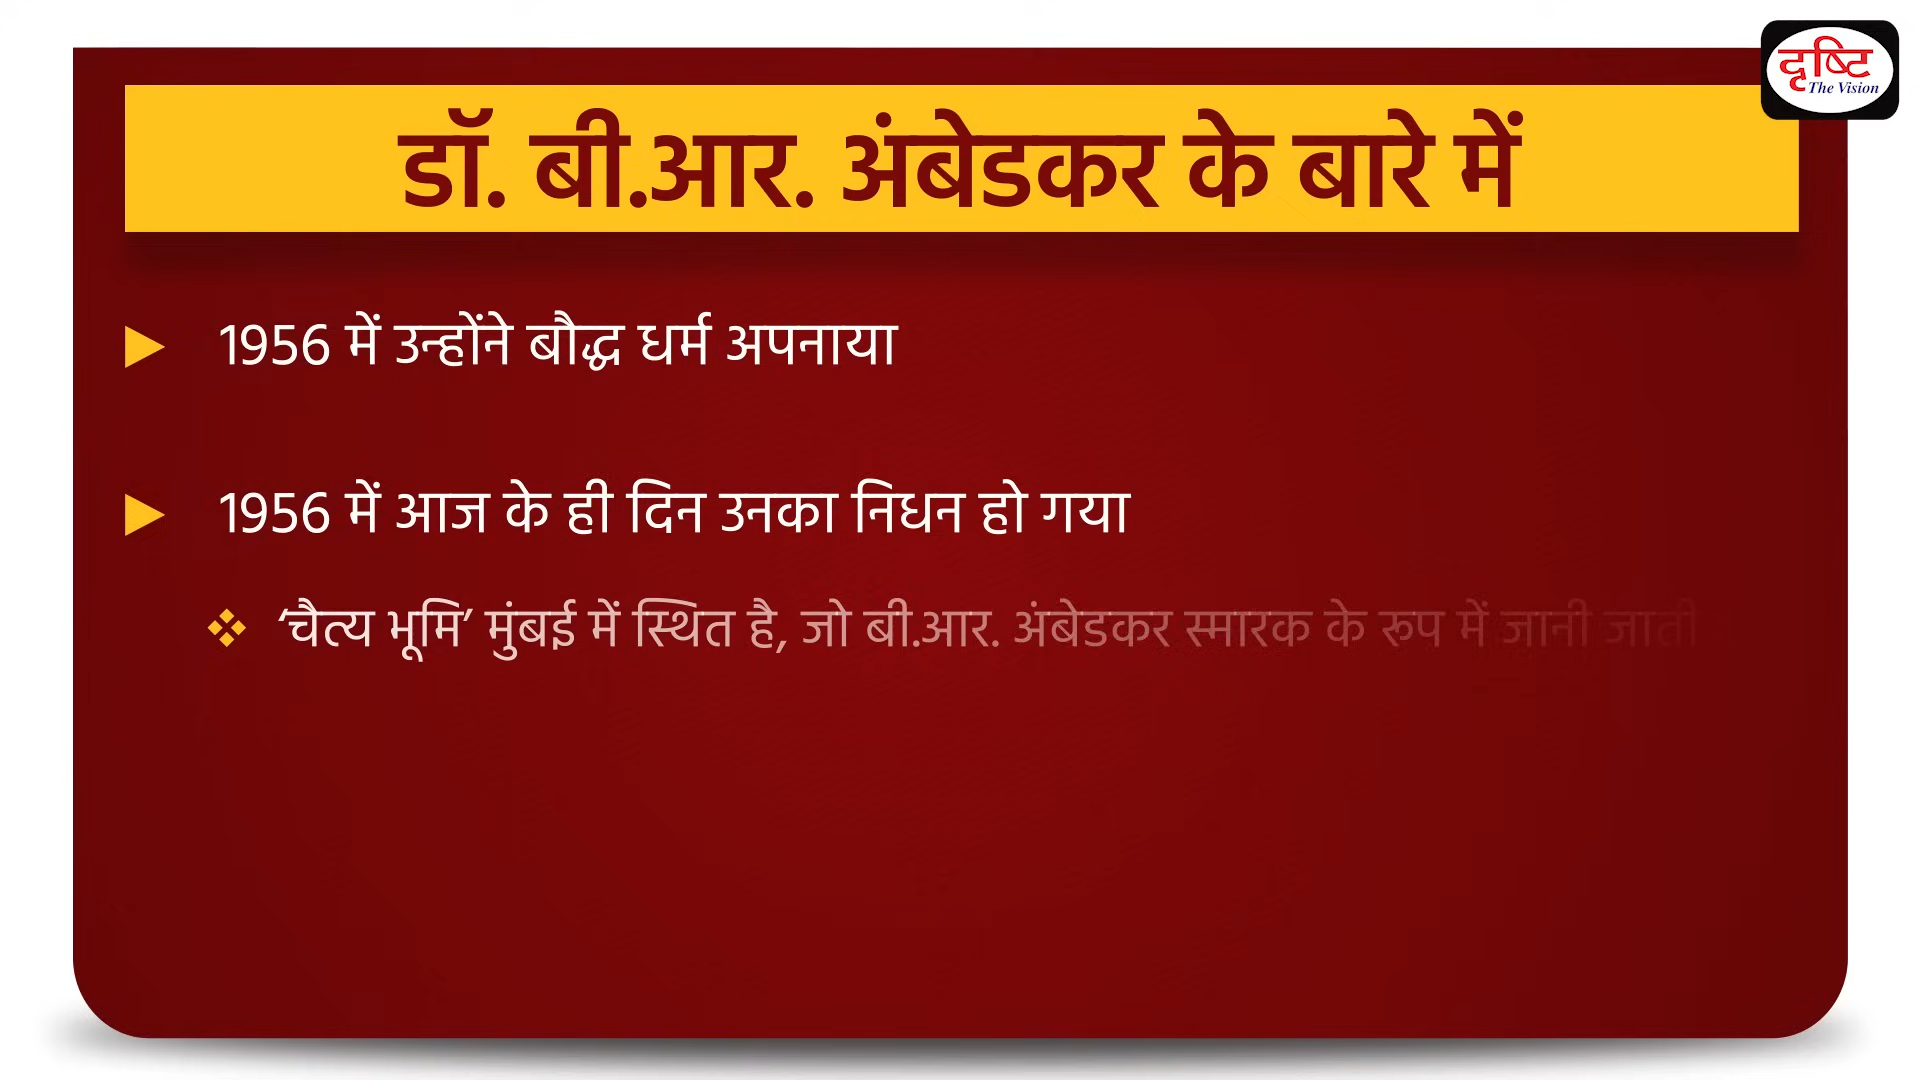 दृष्टि
The Vision
डॉ. बी.आर. अंबेडकर के बारे में
1956 में उन्होंने बौद्ध धर्म अपनाया
1956 में आज के ही दिन उनका निधन हो गया
‘चैत्य भूमि’ मुंबई में स्थित है, जो बी.आर. अंबेडकर स्मारक के रूप में जानी जाती